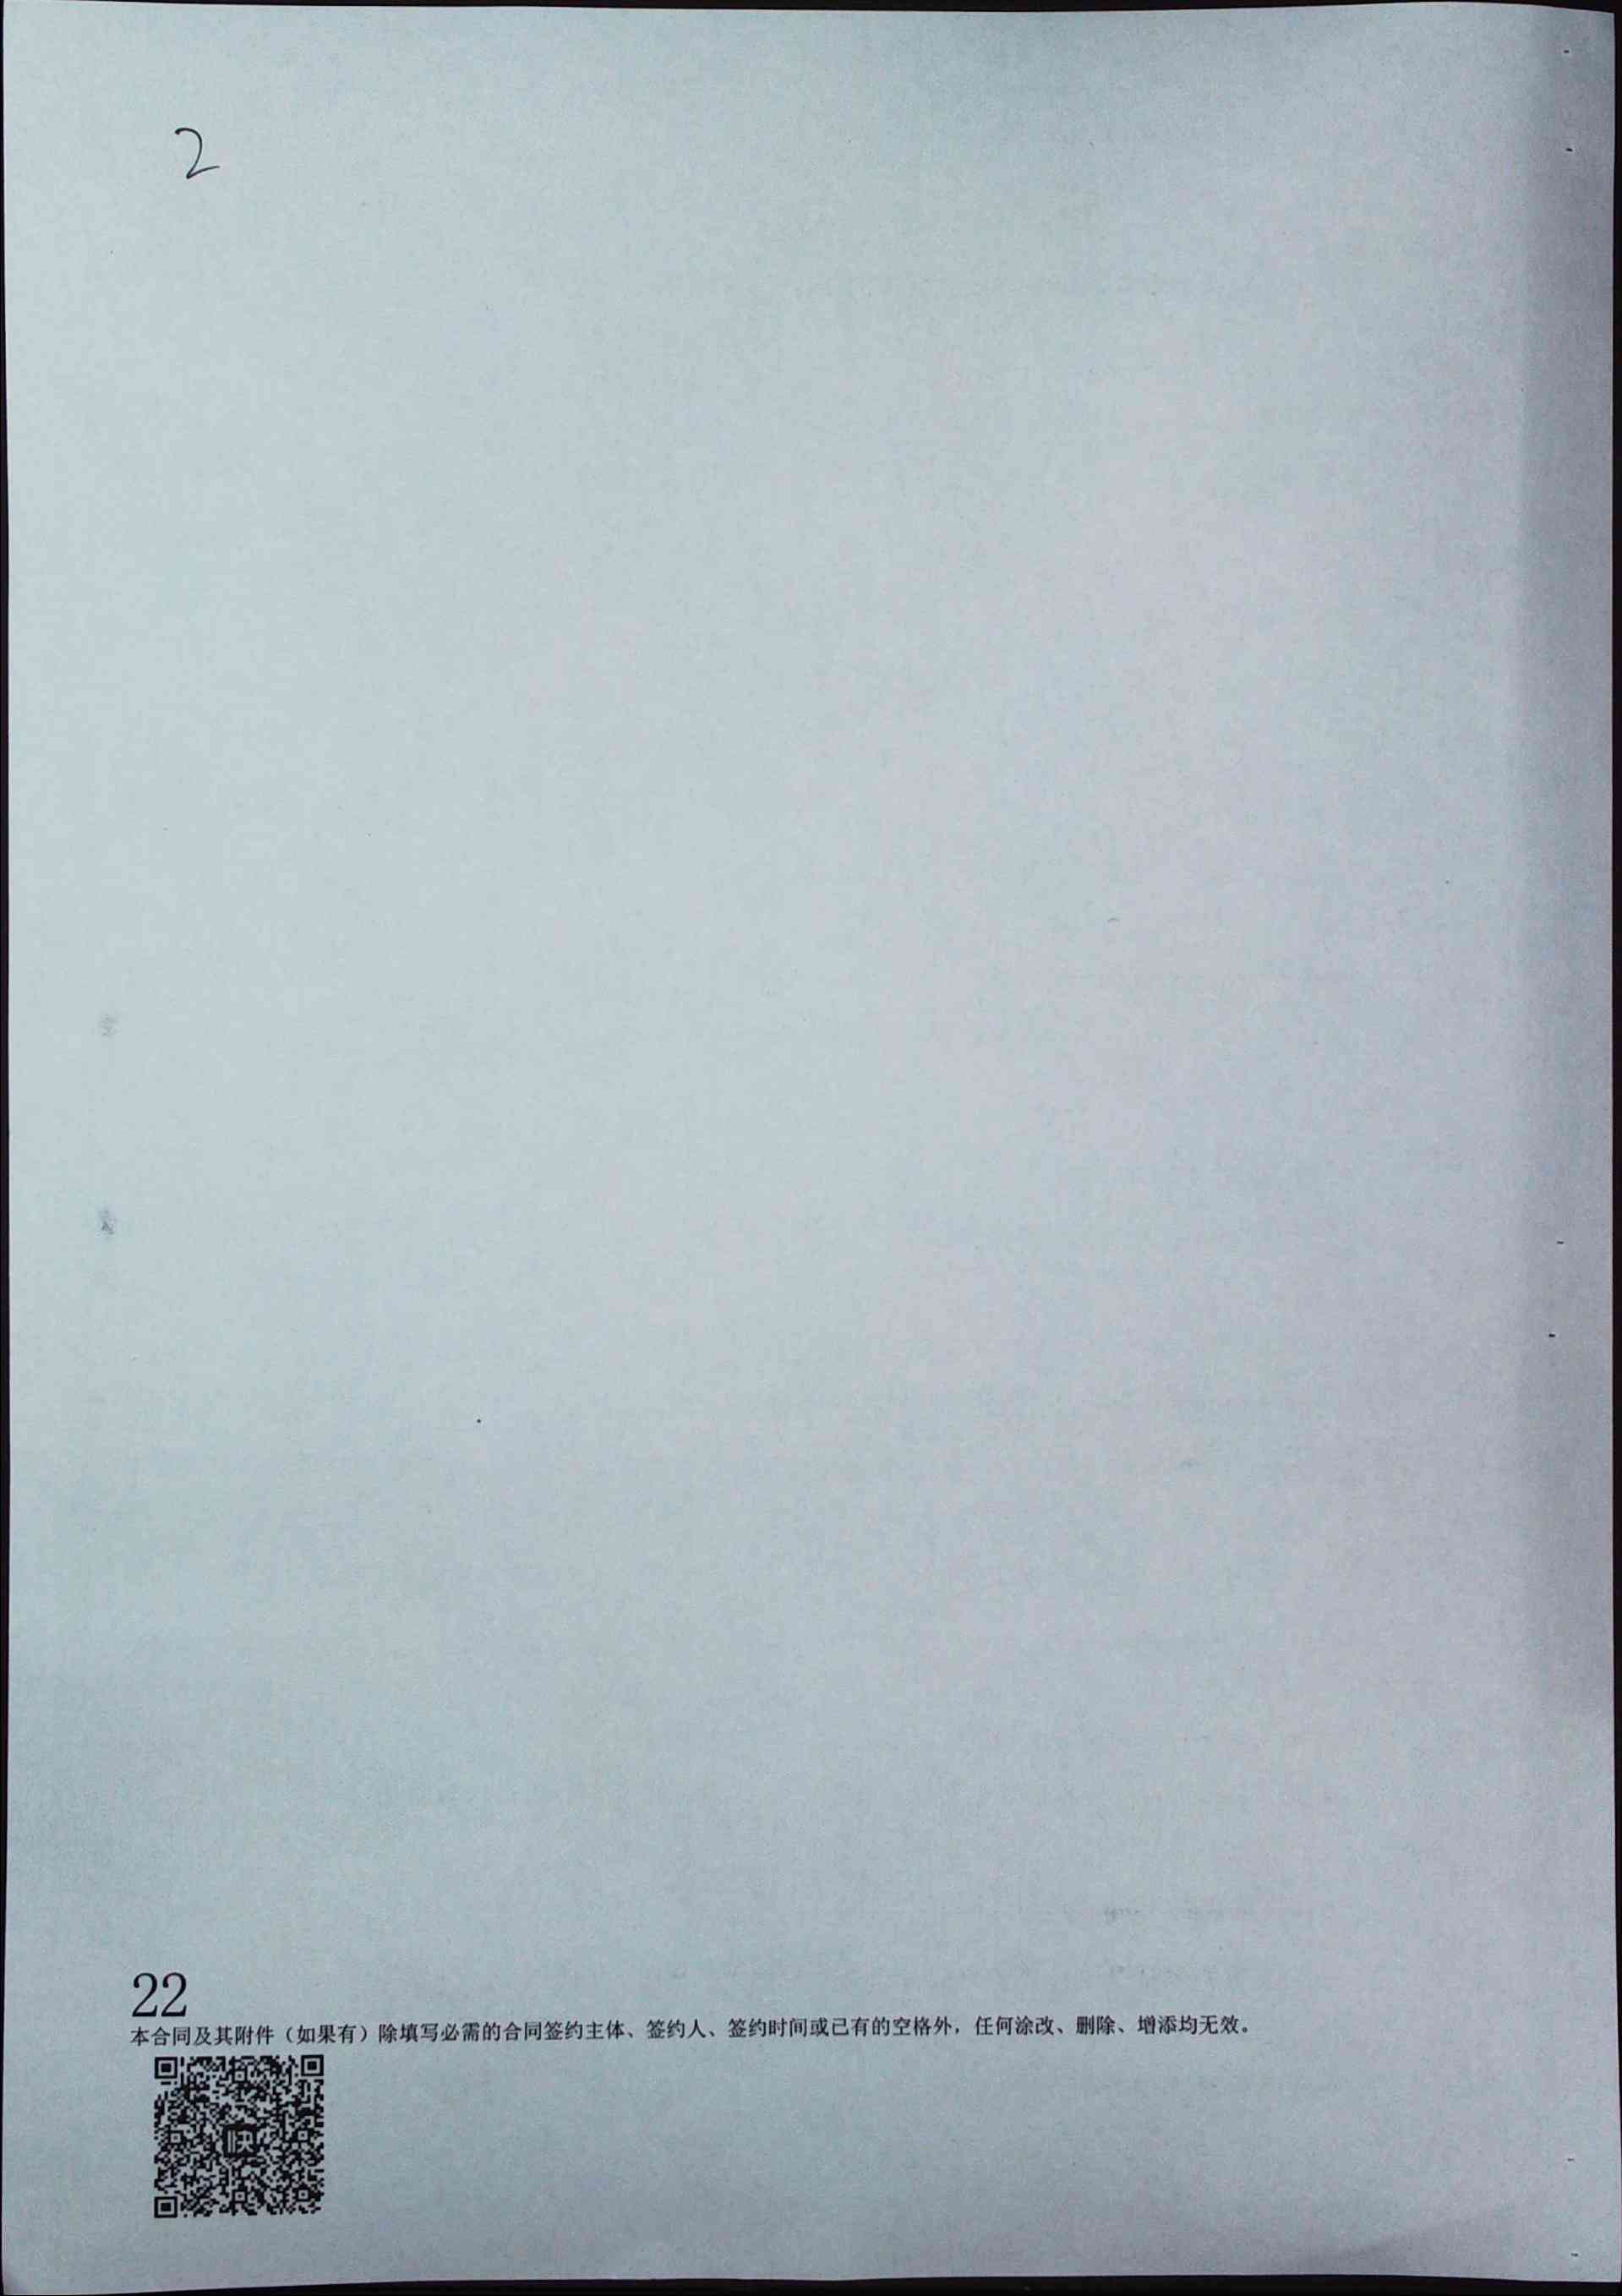 2
22
本合同及其附件（如果有）除填写必需的合同签约主体、签约人、签约时间或已有的空格外，任何涂改、删除、增添均无效。
快